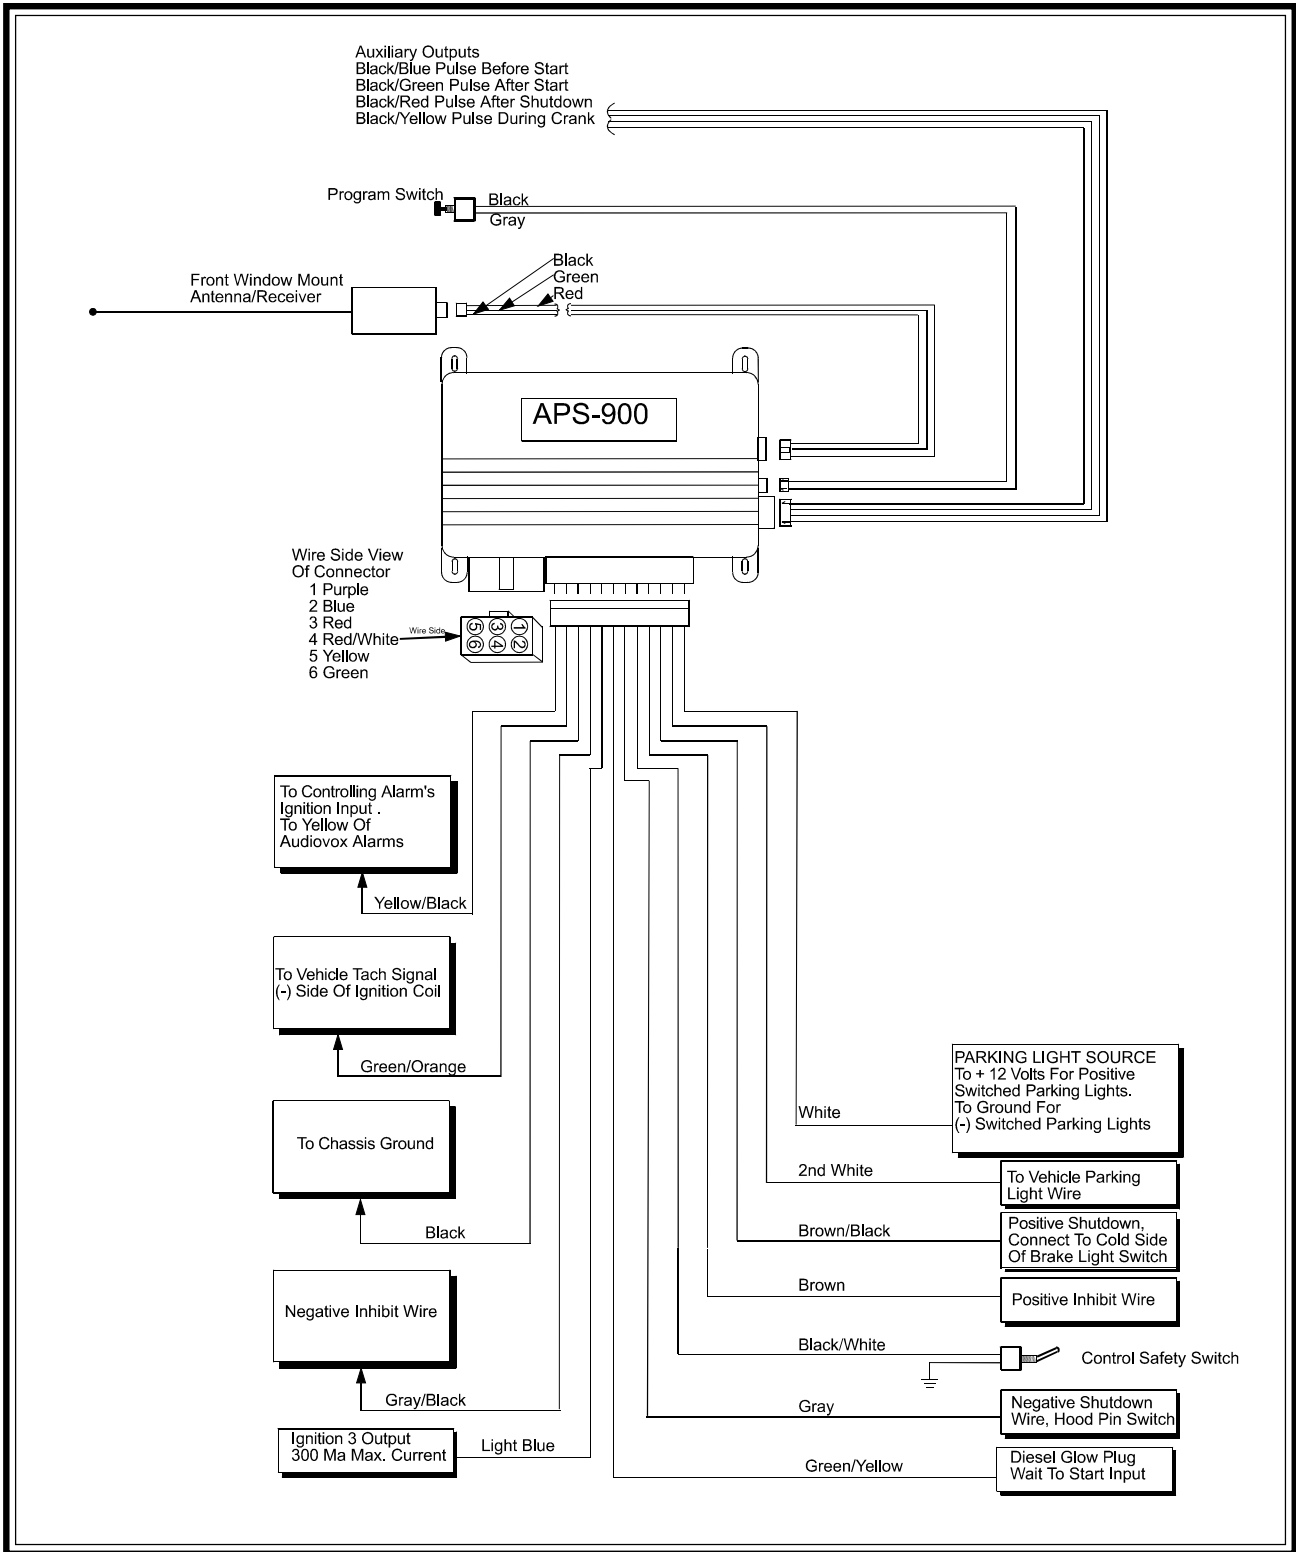 Auxiliary Outputs
Black/Blue Pulse Before Start
Black/Green Pulse After Start
Black/Red Pulse After Shutdown
Black/Yellow Pulse During Crank
Program Switch
Black
Gray
Front Window Mount
Antenna/Receiver
Black
Green
Red
APS-900
Wire Side View
Of Connector
1 Purple
2 Blue
3 Red
4 Red/White
5 Yellow
6 Green
Wire Side
5 3 1
6 4 2
To Controlling Alarm's
Ignition Input .
To Yellow Of
Audiovox Alarms
Yellow/Black
To Vehicle Tach Signal
(-) Side Of Ignition Coil
Green/Orange
To Chassis Ground
Black
Negative Inhibit Wire
Gray/Black
Ignition 3 Output
300 Ma Max. Current
Light Blue
White
PARKING LIGHT SOURCE
To + 12 Volts For Positive
Switched Parking Lights.
To Ground For
(-) Switched Parking Lights
2nd White
To Vehicle Parking
Light Wire
Brown/Black
Positive Shutdown,
Connect To Cold Side
Of Brake Light Switch
Brown
Positive Inhibit Wire
Black/White
Control Safety Switch
Gray
Negative Shutdown
Wire, Hood Pin Switch
Green/Yellow
Diesel Glow Plug
Wait To Start Input